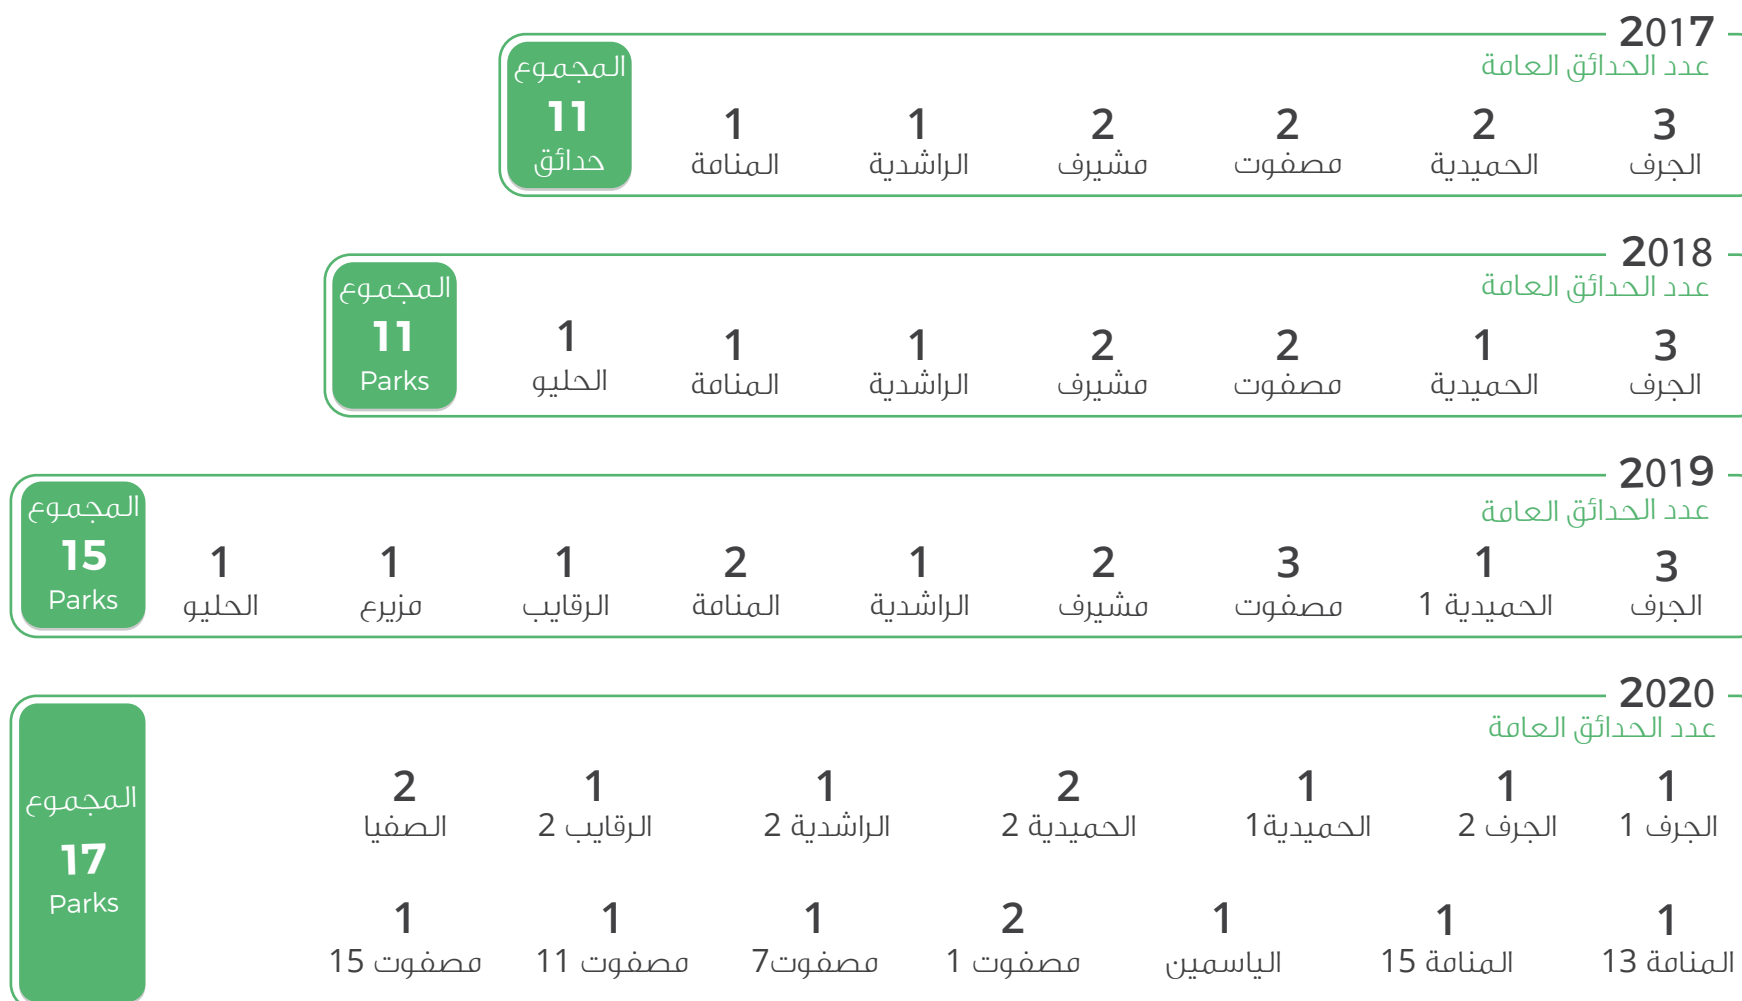 2017
عدد الحدائق العامة
3 2 2 2 1 1
الجرف الحميدية مصفوت مشيرف الراشدية المنامة
المجموع
11
حدائق
2018
عدد الحدائق العامة
3 1 2 2 1 1 1
الجرف الحميدية مصفوت مشيرف الراشدية المنامة الحليو
المجموع
11
Parks
2019
عدد الحدائق العامة
3 1 3 2 1 2 1 1 1
الجرف الحميدية 1 مصفوت مشيرف الراشدية المنامة الرقايب مزيرع الحليو
المجموع
15
Parks
2020
عدد الحدائق العامة
1 1 1 2 1 1 2
الجرف 1 الجرف 2 الحميدية1 الحميدية 2 الراشدية 2 الرقايب 2 الصفيا
1 1 1 2 1 1 1
المنامة 13 المنامة 15 الياسمين مصفوت 1 مصفوت7 مصفوت 11 مصفوت 15
المجموع
17
Parks